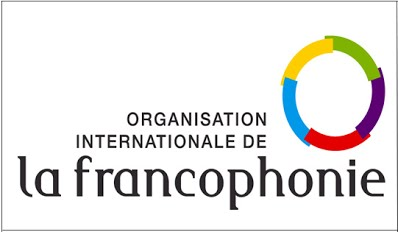 ORGANISATION
INTERNATIONALE DE
la francophonie